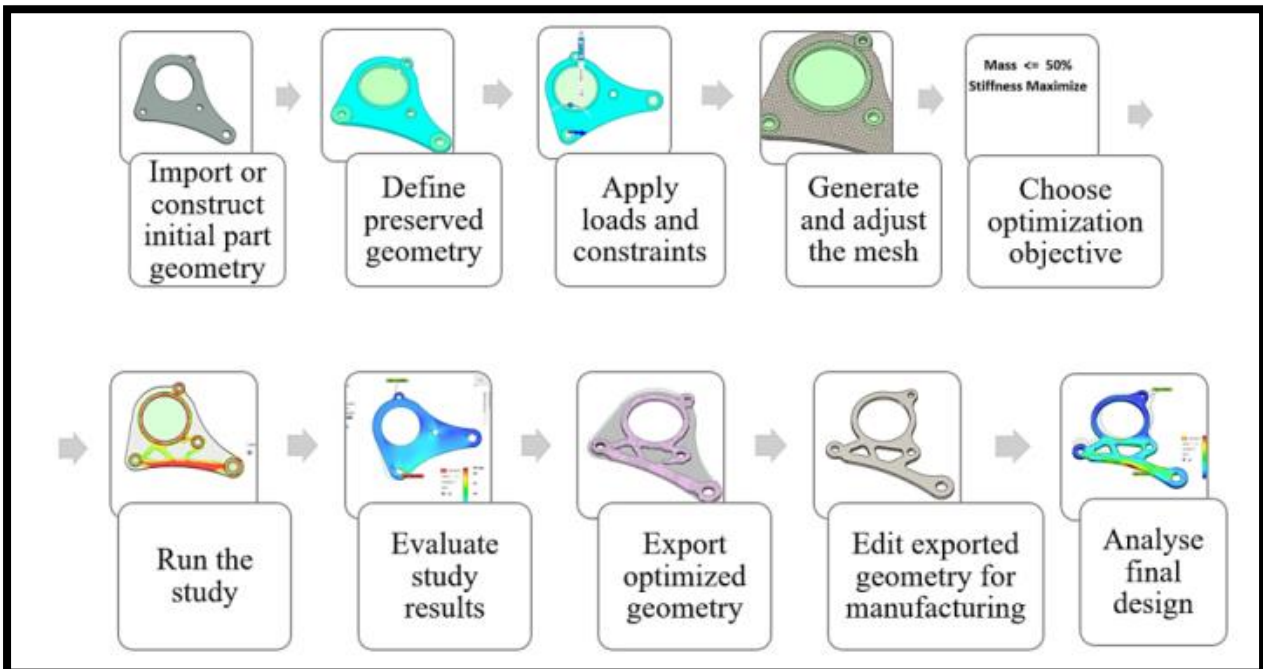 Mass <= 50%
Stiffness Maximize
Import or
construct
initial part
geometry
Define
preserved
geometry
Apply
loads and
constraints
Generate
and adjust
the mesh
Choose
optimization
objective
Run the
study
Evaluate
study
results
Export
optimized
geometry
Edit exported
geometry for
manufacturing
Analyse
final
design